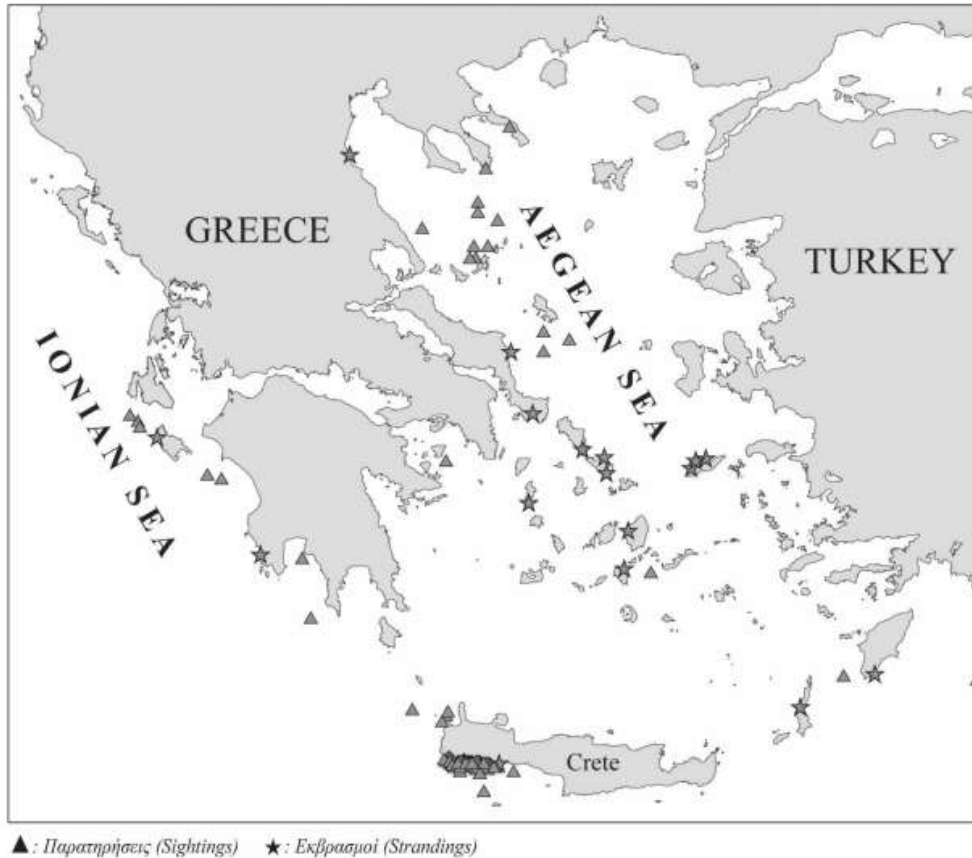 GREECE
TURKEY
AEGEAN SEA
IONIAN SEA
Crete
▲ : Παρατηρήσεις (Sightings) ★ : Εκβρασμοί (Strandings)